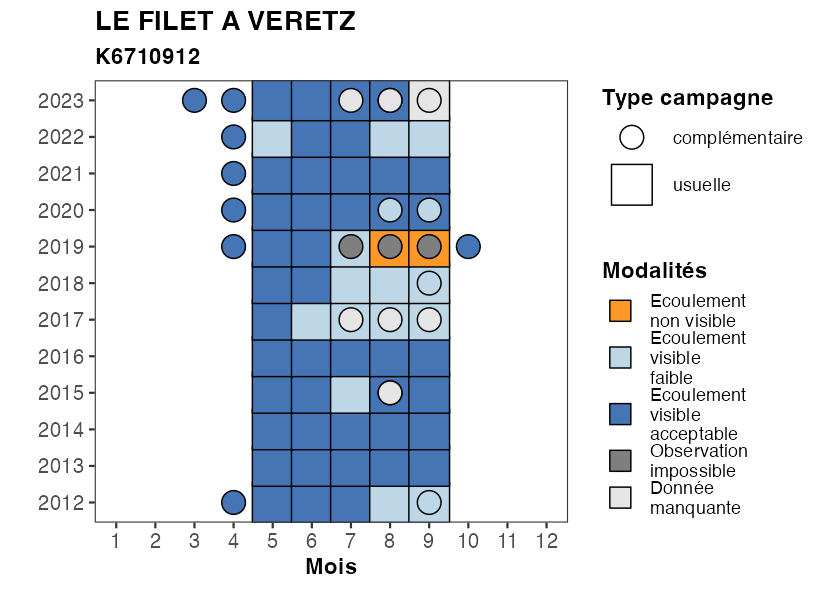 LE FILET A VERETZ
K6710912
2023
2022
2021
2020
2019
2018
2017
2016
2015
2014
2013
2012
1 2 3 4 5 6 7 8 9 10 11 12
Mois
Type campagne
complémentaire
usuelle
Modalités
Ecoulement
non visible
Ecoulement
visible
faible
Ecoulement
visible
acceptable
Observation
impossible
Donnée
manquante